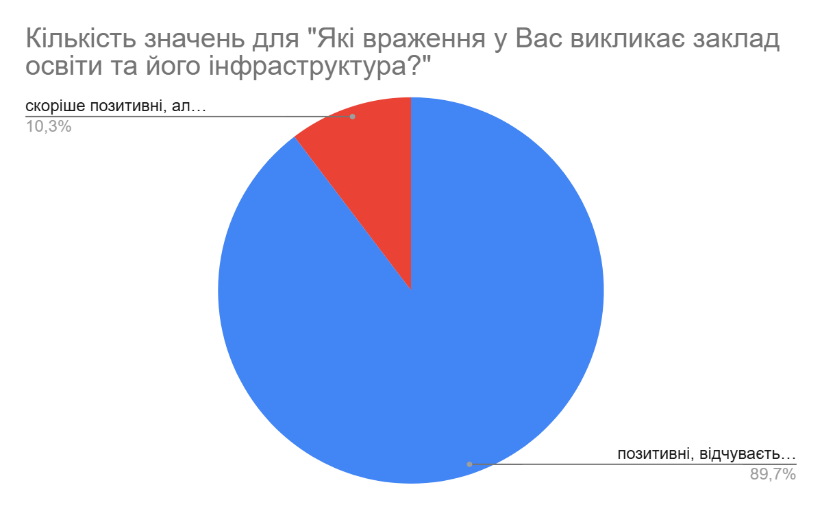 Кількість значень для "Які враження у Вас викликає заклад
освіти та його інфраструктура?"
скоріше позитивні, ал…
10,3%
позитивні, відчуваєть…
89,7%